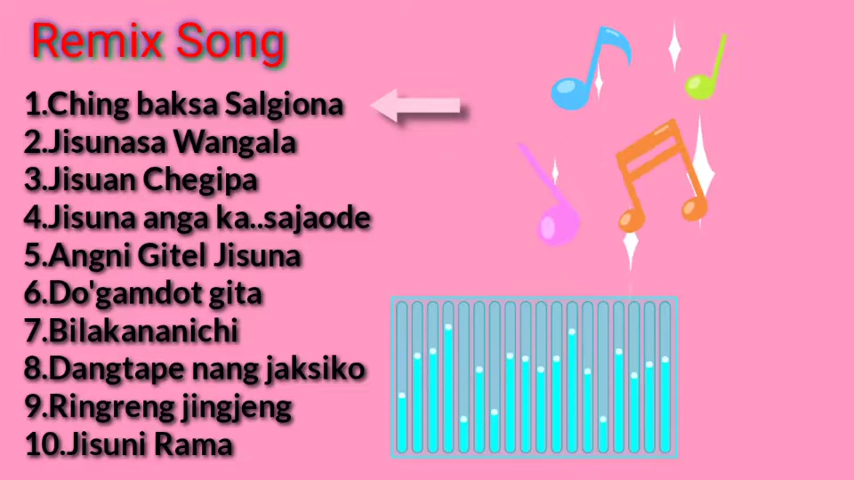 Remix Song
1.Ching baksa Salgiona
2.Jisunasa Wangala
3.Jisuan Chegipa
4.Jisuna anga ka..sajaode
5.Angni Gitel Jisuna
6.Do'gamdot gita
7.Bilakananichi
8.Dangtape nang jaksiko
9.Ringreng jingjeng
10.Jisuni Rama